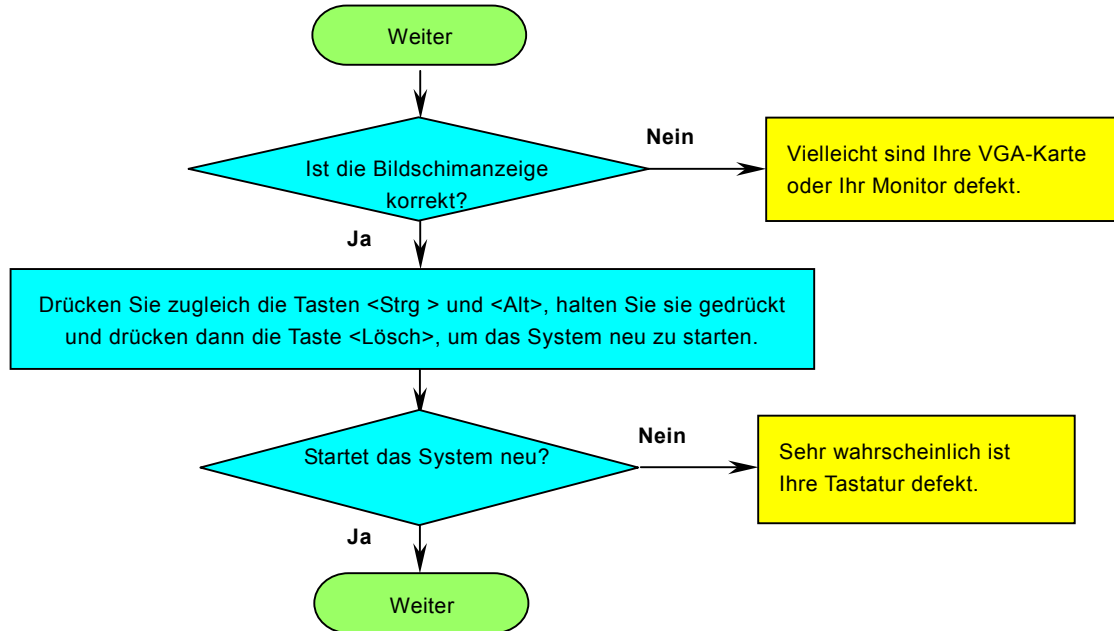 Weiter
Nein
Ist die Bildschimanzeige
korrekt?
Vielleicht sind Ihre VGA-Karte
oder Ihr Monitor defekt.
Ja
Drücken Sie zugleich die Tasten <Strg > und <Alt>, halten Sie sie gedrückt
und drücken dann die Taste <Lösch>, um das System neu zu starten.
Nein
Startet das System neu?
Sehr wahrscheinlich ist
Ihre Tastatur defekt.
Ja
Weiter